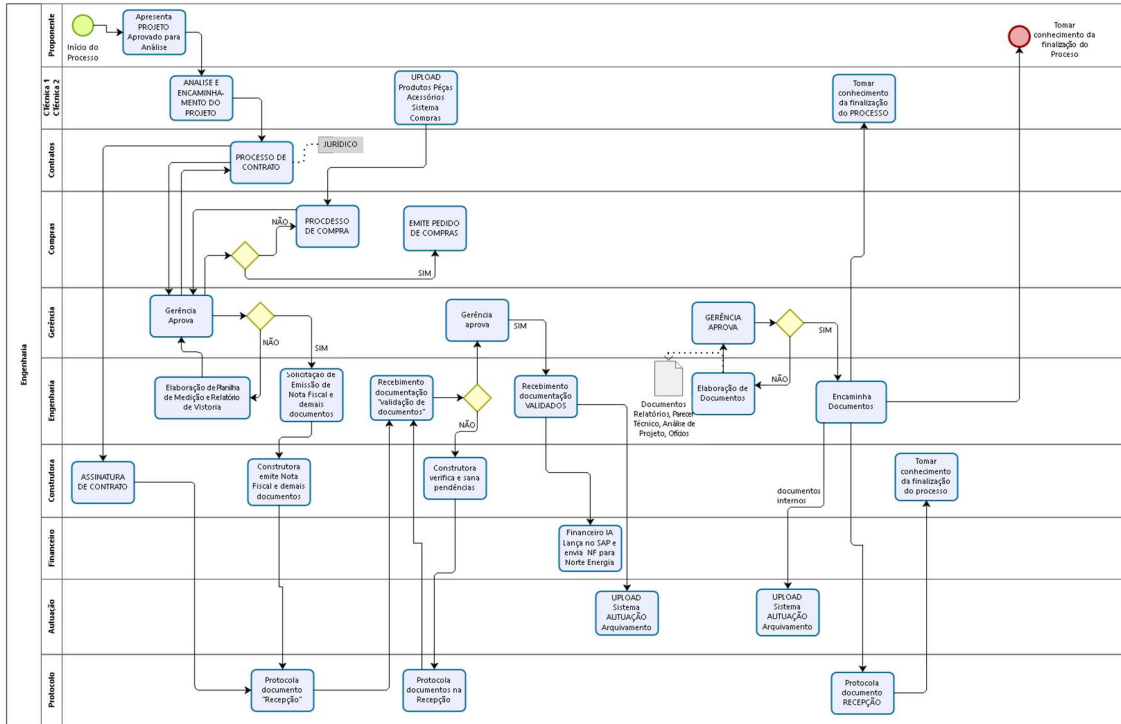 Engenharia
Proponente
Início do
Processo
Apresenta
PROJETO
Aprovado para
Análise
Tomar
conhecimento da
finalização do
Proceso
CTécnica 1
CTécnica 2
ANALISE E
ENCAMINHA-
MENTO DO
PROJETO
UPLOAD
Produtos Péças
Acessórios
Sistema
Compras
Tomar
conhecimento
da finalização
do PROCESSO
Contratos
PROCESSO DE
CONTRATO
JURÍDICO
Compras
NÃO
PROCDESSO
DE COMPRA
EMITE PEDIDO
DE COMPRAS
SIM
Gerência
Gerência
Aprova
NÃO
SIM
Gerência
aprova
SIM
GERÊNCIA
APROVA
SIM
NÃO
Engenharia
Elaboração de Planilha
de Medição e Relatório
de Vistoria
Solicitação de
Emissão de
Nota Fiscal e
demais
documentos
Recebimento
documentação
"validação de
documentos"
NÃO
Recebimento
documentação
VALIDADOS
Documentos
Relatórios, Parecer
Técnico, Análise de
Projeto, Ofícios
Elaboração de
Documentos
Encaminha
Documentos
Construtora
ASSINATURA
DE CONTRATO
Construtora
emite Nota
Fiscal e demais
documentos
Construtora
verifica e sana
pendências
documentos
internos
Tomar
conhecimento
da finalização
do processo
Financeiro
Financeiro IA
Lança no SAP e
envia NF para
Norte Energia
Autuação
UPLOAD
Sistema
AUTUAÇÃO
Arquivamento
UPLOAD
Sistema
AUTUAÇÃO
Arquivamento
Protocolo
Protocola
documento
"Recepção"
Protocola
documentos na
Recepção
Protocola
documento
RECEPÇÃO